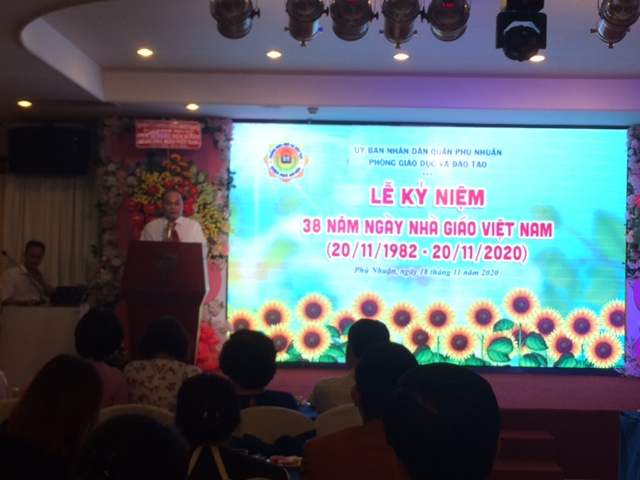 ỦY BAN NHÂN DÂN QUẬN PHÚ NHUẬN
PHÒNG GIÁO DỤC VÀ ĐÀO TẠO
LỄ KỶ NIỆM
38 NĂM NGÀY NHÀ GIÁO VIỆT NAM
(20/11/1982 - 20/11/2020)
Phú Nhuận, ngày 18 tháng 11 năm 2020